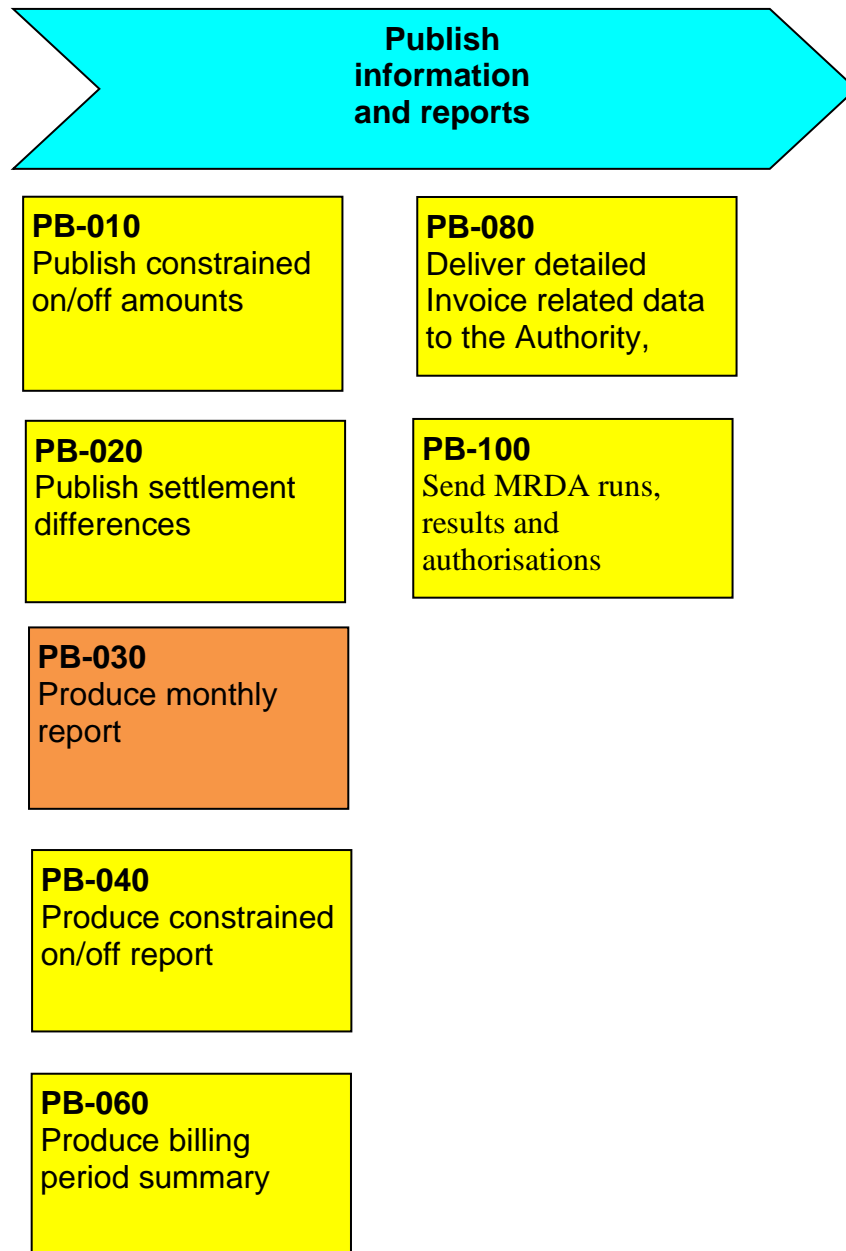 Publish
information
and reports
PB-010
Publish constrained
on/off amounts
PB-020
Publish settlement
differences
PB-030
Produce monthly
report
PB-040
Produce constrained
on/off report
PB-060
Produce billing
period summary
PB-080
Deliver detailed
Invoice related data
to the Authority,
PB-100
Send MRDA runs,
results and
authorisations